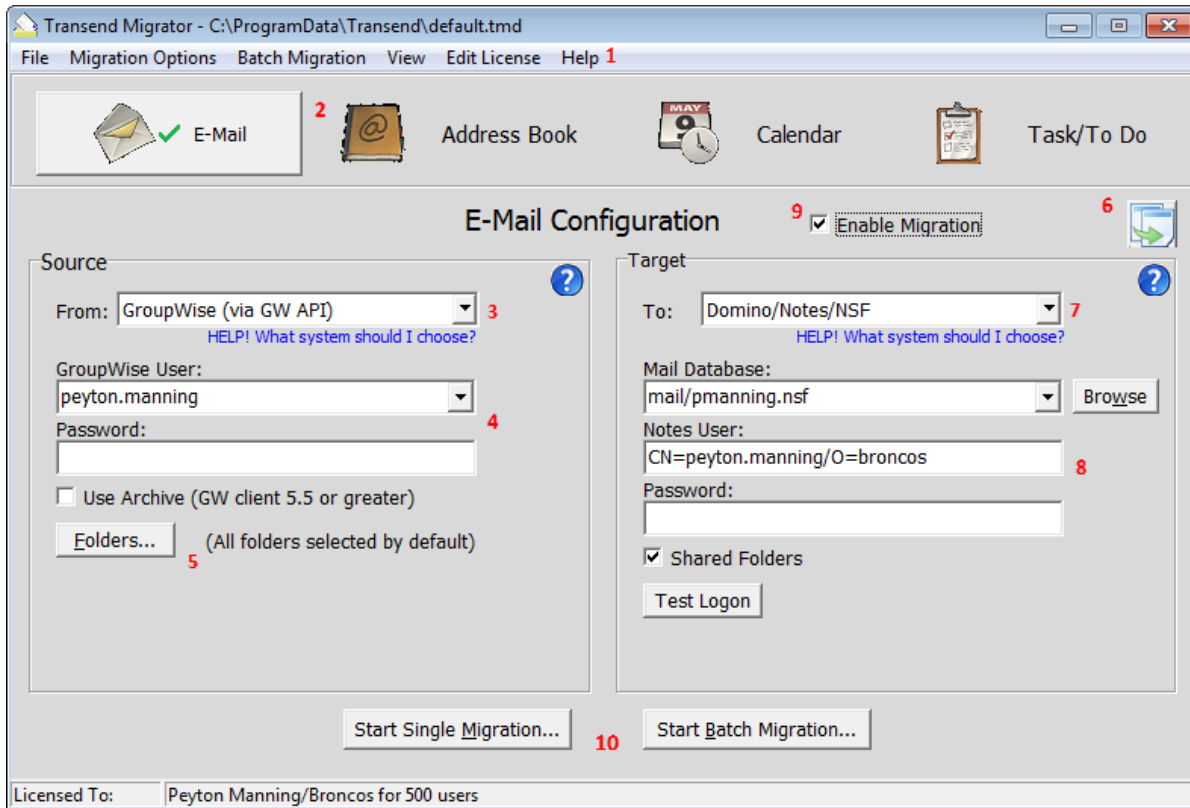 Transend Migrator - C:\ProgramData\Transend\default.tmd
File Migration Options Batch Migration View Edit License Help 1
E-Mail 2 Address Book Calendar Task/To Do
MAY
9
@
E-Mail Configuration 9 Enable Migration 6
Source
?
From: GroupWise (via GW API) 3
HELP! What system should I choose?
GroupWise User:
peyton.manning
4
Password:
Use Archive (GW client 5.5 or greater)
Folders... (All folders selected by default)
5
Target
?
To: Domino/Notes/NSF 7
HELP! What system should I choose?
Mail Database:
mail/pmanning.nsf Browse
Notes User:
CN=peyton.manning/O=broncos 8
Password:
Shared Folders
Test Logon
Start Single Migration... 10 Start Batch Migration...
Licensed To: Peyton Manning/Broncos for 500 users